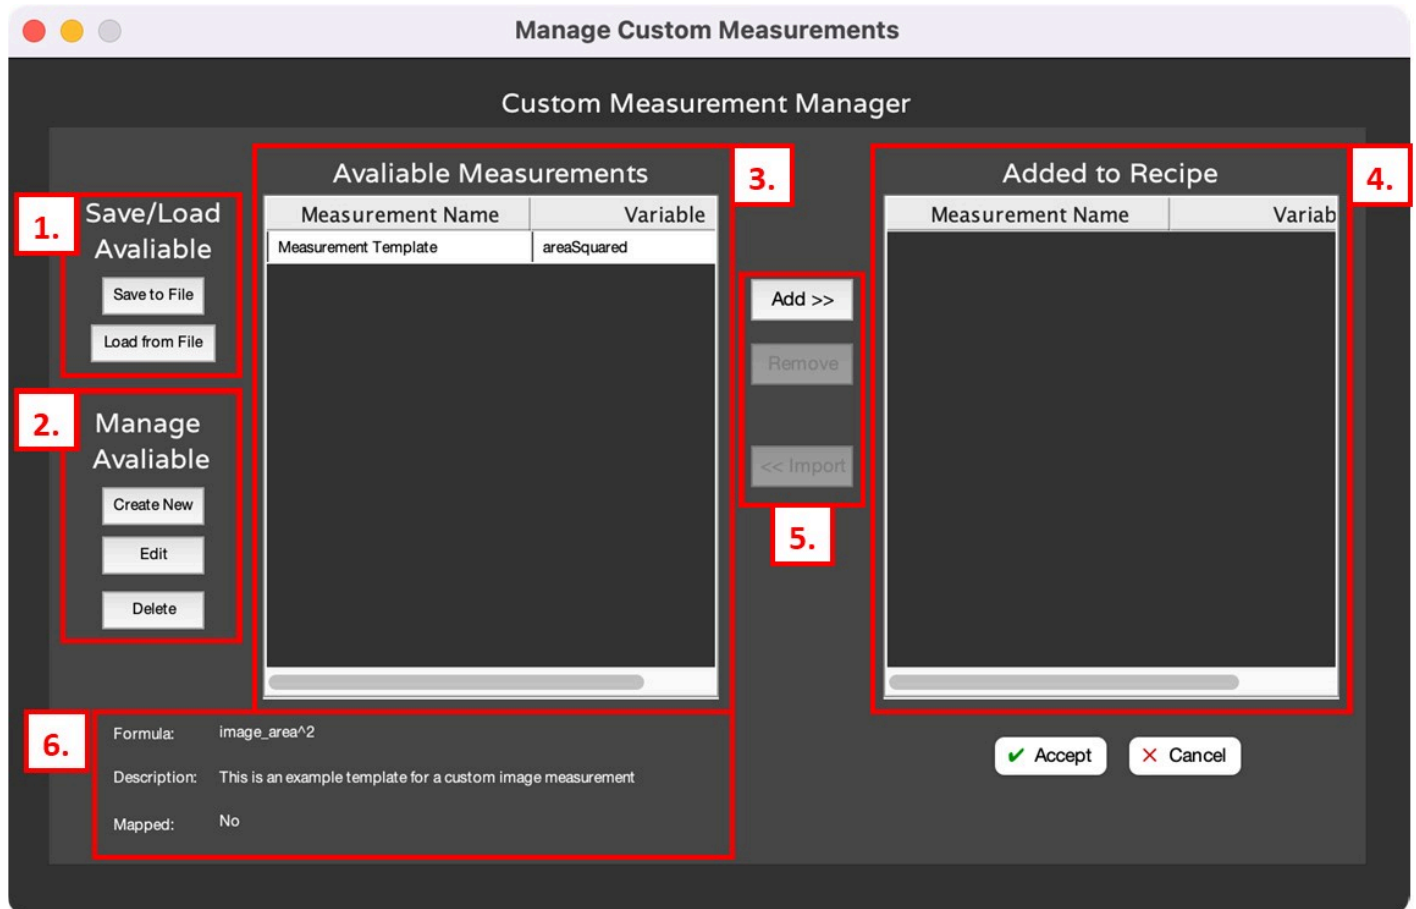 Manage Custom Measurements
Custom Measurement Manager
1.
Save/Load
Avaliable
Save to File
Load from File
2.
Manage
Avaliable
Create New
Edit
Delete
3.
Avaliable Measurements
Measurement Name Variable
Measurement Template areaSquared
Add >>
Remove
<< Import
5.
4.
Added to Recipe
Measurement Name Variab
6.
Formula: image_area^2
Description: This is an example template for a custom image measurement
Mapped: No
✔ Accept
✕ Cancel